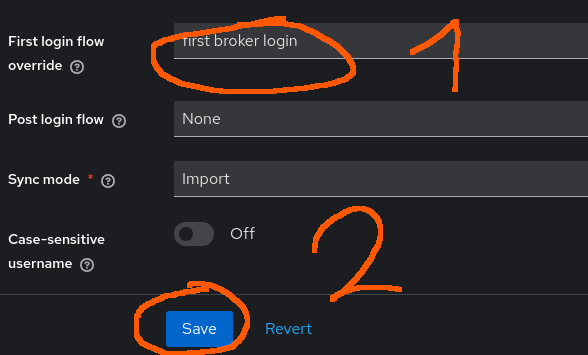 First login flow override ? first broker login 1
Post login flow ? None
Sync mode * ? Import
Case-sensitive username ? Off 2
Save Revert